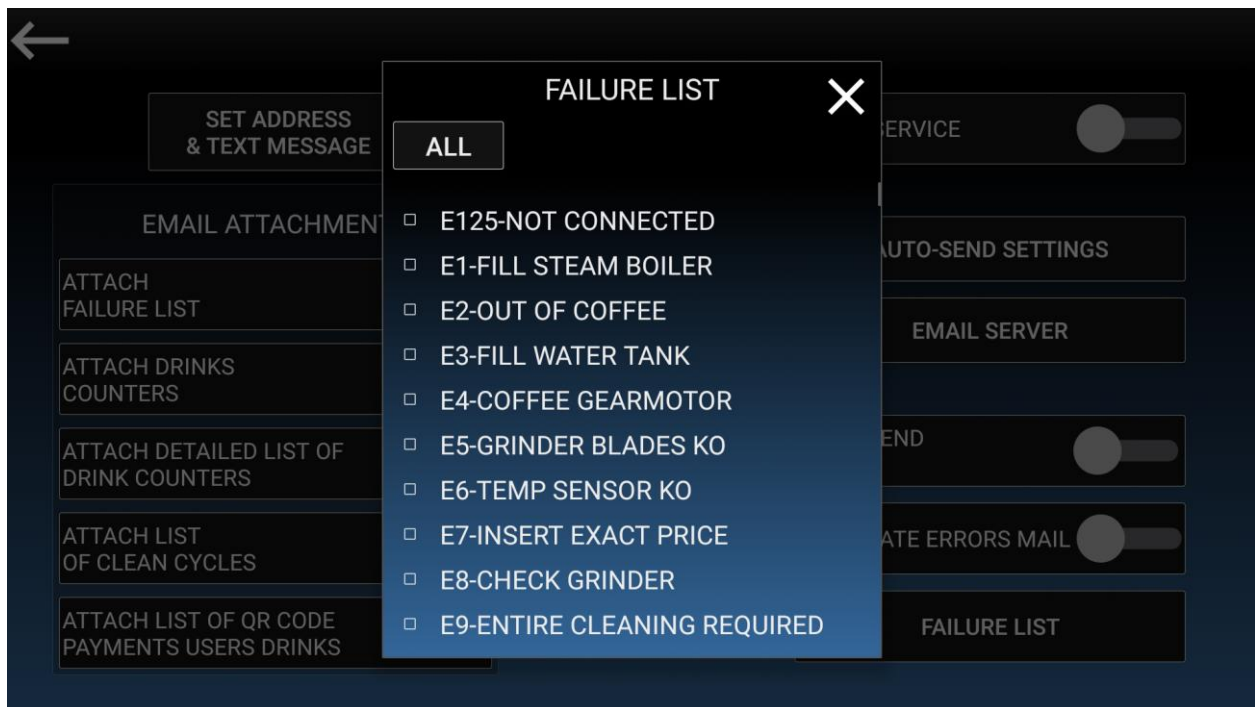 SET ADDRESS
& TEXT MESSAGE
EMAIL ATTACHMEN
ATTACH
FAILURE LIST
ATTACH DRINKS
COUNTERS
ATTACH DETAILED LIST OF
DRINK COUNTERS
ATTACH LIST
OF CLEAN CYCLES
ATTACH LIST OF QR CODE
PAYMENTS USERS DRINKS
FAILURE LIST
ALL
E125-NOT CONNECTED
E1-FILL STEAM BOILER
E2-OUT OF COFFEE
E3-FILL WATER TANK
E4-COFFEE GEARMOTOR
E5-GRINDER BLADES KO
E6-TEMP SENSOR KO
E7-INSERT EXACT PRICE
E8-CHECK GRINDER
E9-ENTIRE CLEANING REQUIRED
SERVICE
AUTO-SEND SETTINGS
EMAIL SERVER
END
ATE ERRORS MAIL
FAILURE LIST